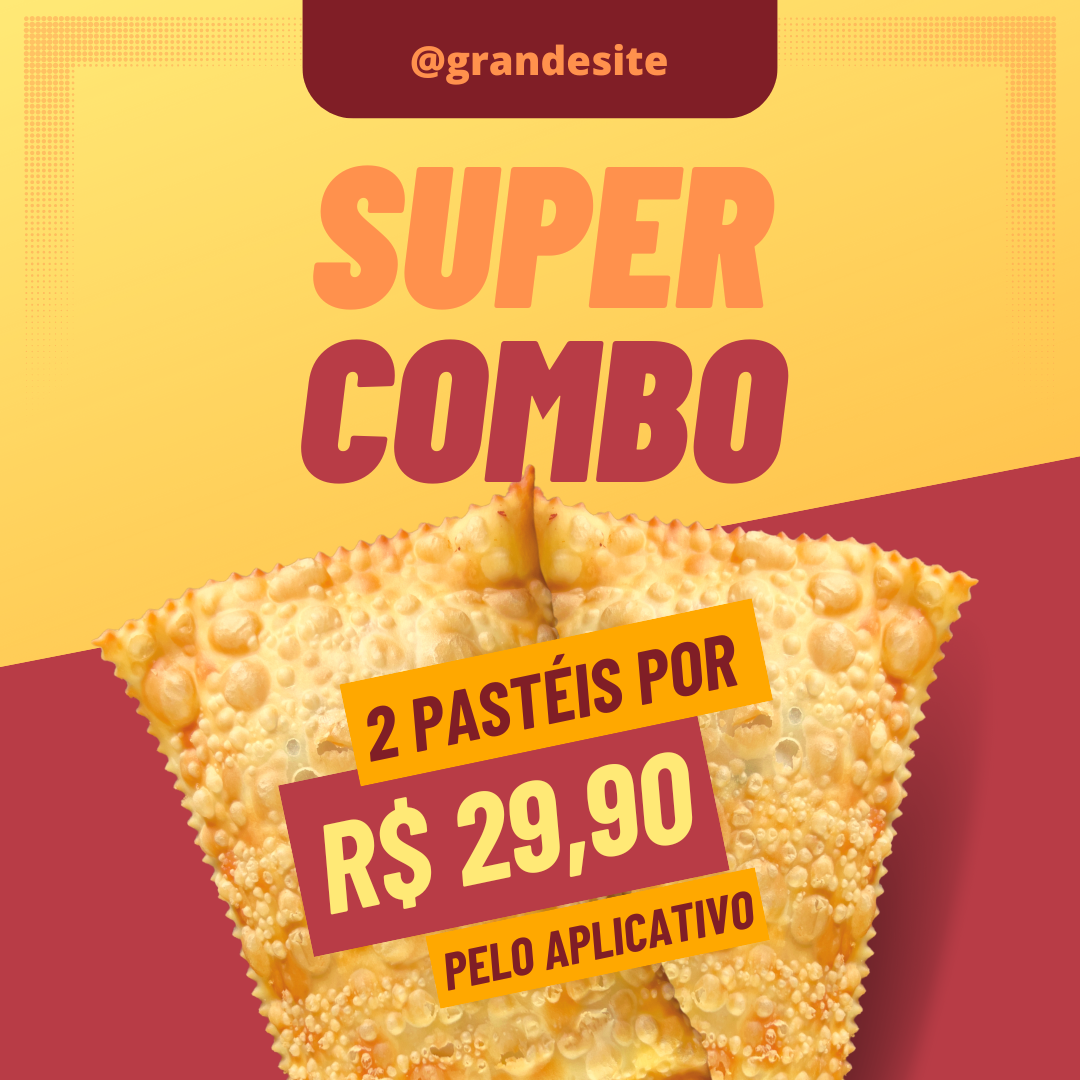 @grandesite
SUPER
COMBO
2 PASTÉIS POR
R$ 29,90
PELO APLICATIVO